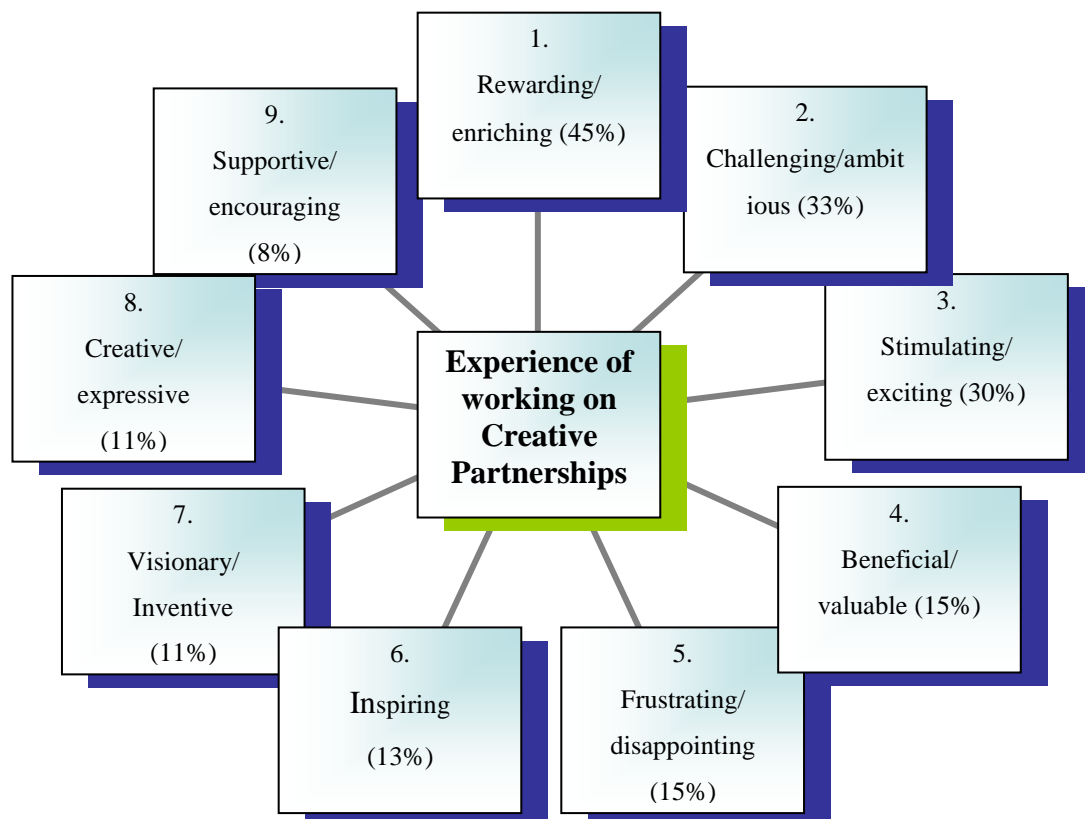 1.
Rewarding/
enriching (45%)
2.
Challenging/ambit
ious (33%)
3.
Stimulating/
exciting (30%)
4.
Beneficial/
valuable (15%)
5.
Frustrating/
disappointing
(15%)
6.
Inspiring
(13%)
7.
Visionary/
Inventive
(11%)
8.
Creative/
expressive
(11%)
9.
Supportive/
encouraging
(8%)
Experience of
working on
Creative
Partnerships